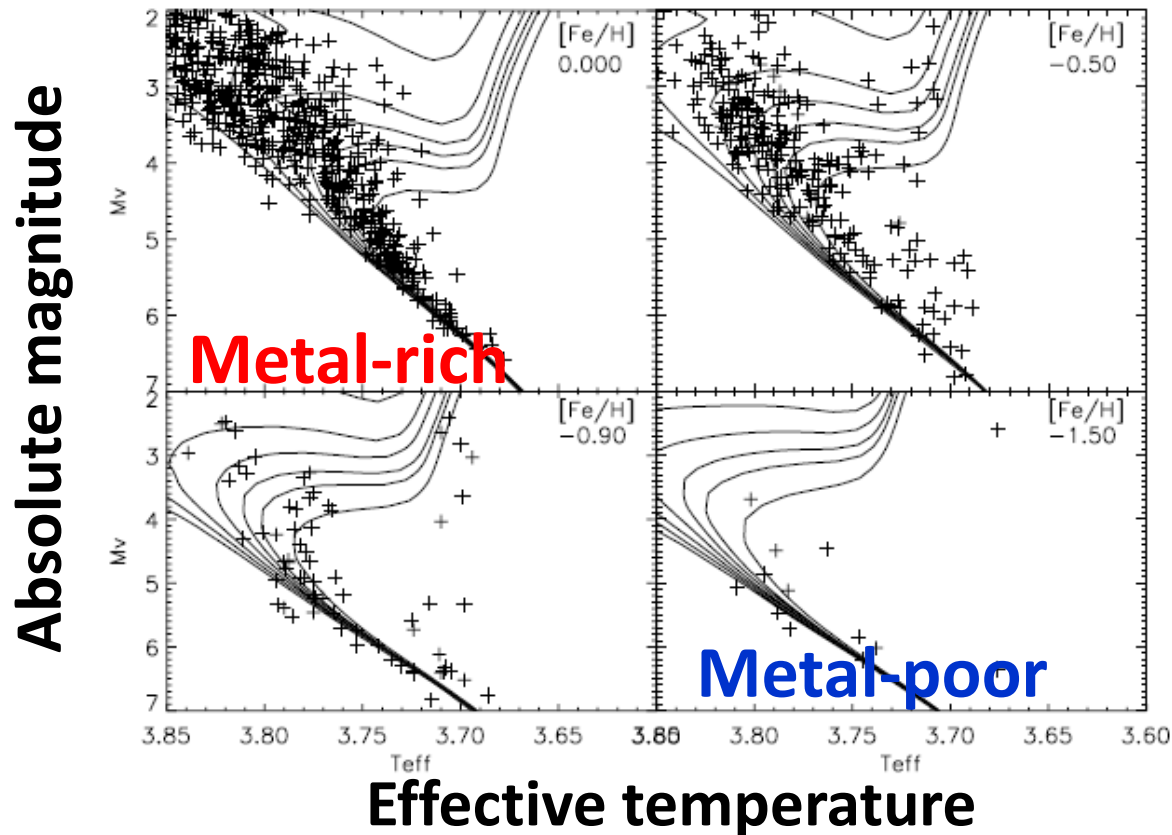 Absolute magnitude
2
3
4
5
6
7
Mv
[Fe/H]
0.000
[Fe/H]
−0.50
Metal-rich
2
3
4
5
6
7
Mv
[Fe/H]
−0.90
[Fe/H]
−1.50
Metal-poor
3.85 3.80 3.75 3.70 3.65 3.80 3.75 3.70 3.65 3.60
Teff Teff
Effective temperature